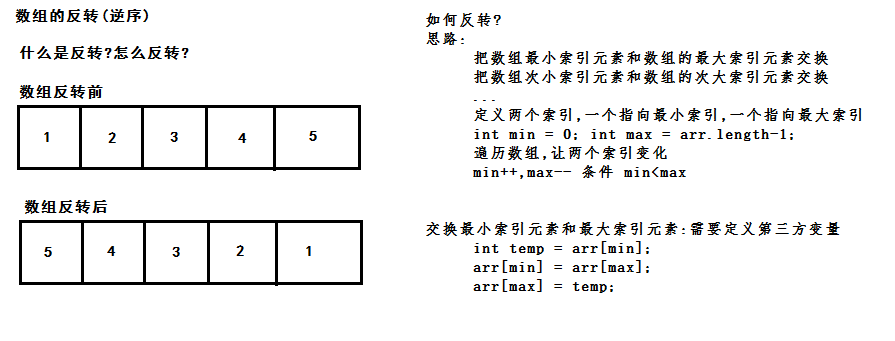 数组的反转(逆序)
什么是反转?怎么反转?
数组反转前
1 2 3 4 5
数组反转后
5 4 3 2 1
如何反转?
思路:
把数组最小索引元素和数组的最大索引元素交换
把数组次小索引元素和数组的次大索引元素交换
...
定义两个索引,一个指向最小索引,一个指向最大索引
int min = 0; int max = arr.length-1;
遍历数组,让两个索引变化
min++,max-- 条件 min<max
交换最小索引元素和最大索引元素:需要定义第三方变量
int temp = arr[min];
arr[min] = arr[max];
arr[max] = temp;